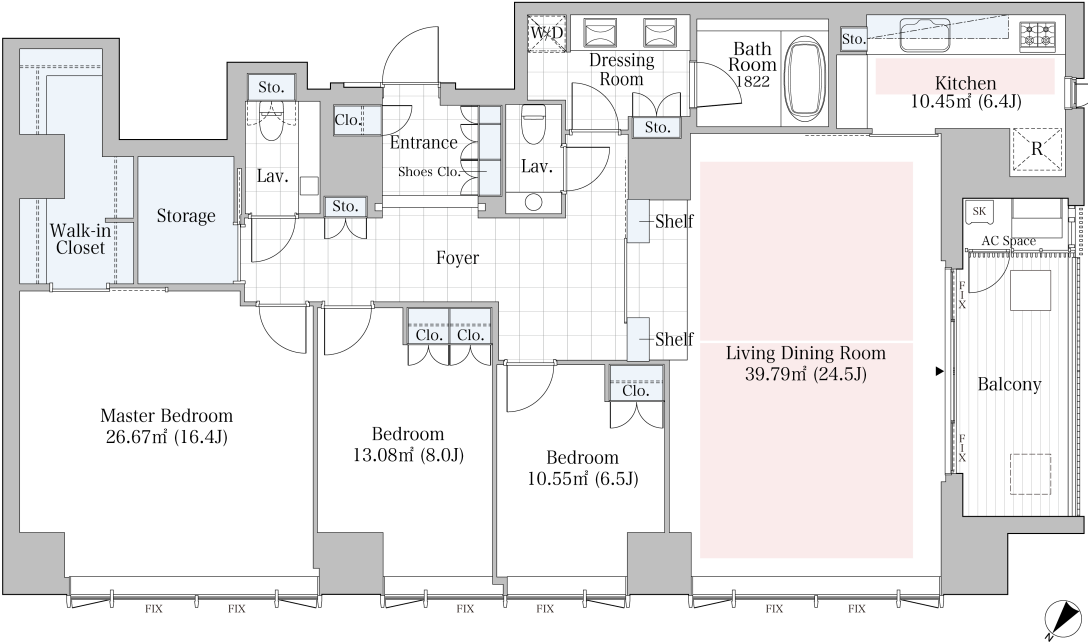 W
D
Dressing
Room
Bath
Room
1822
Sto.
Kitchen
10.45㎡ (6.4J)
R
Sto.
Clo.
Entrance
Shoes Clo.
Sto.
Lav.
Lav.
Sto.
Walk-in
Closet
Storage
Foyer
Shelf
Shelf
SK
AC Space
FIX
Living Dining Room
39.79㎡ (24.5J)
Balcony
FIX
Clo.
Clo.
Clo.
Master Bedroom
26.67㎡ (16.4J)
Bedroom
13.08㎡ (8.0J)
Bedroom
10.55㎡ (6.5J)
FIX
FIX
FIX
FIX
FIX
FIX
N